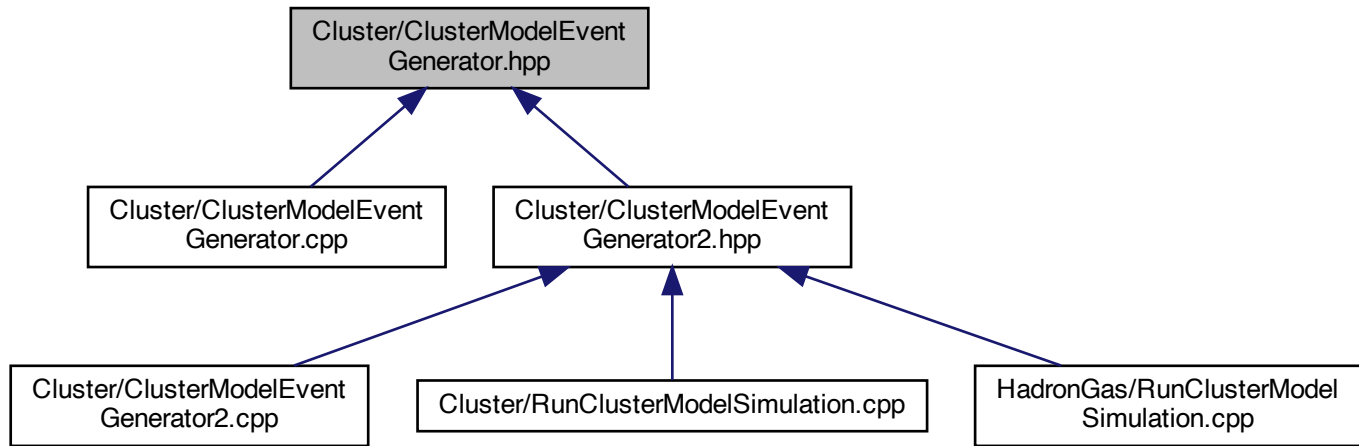 Cluster/ClusterModelEvent
Generator.hpp
Cluster/ClusterModelEvent
Generator.cpp
Cluster/ClusterModelEvent
Generator2.hpp
Cluster/ClusterModelEvent
Generator2.cpp
Cluster/RunClusterModelSimulation.cpp
HadronGas/RunClusterModel
Simulation.cpp